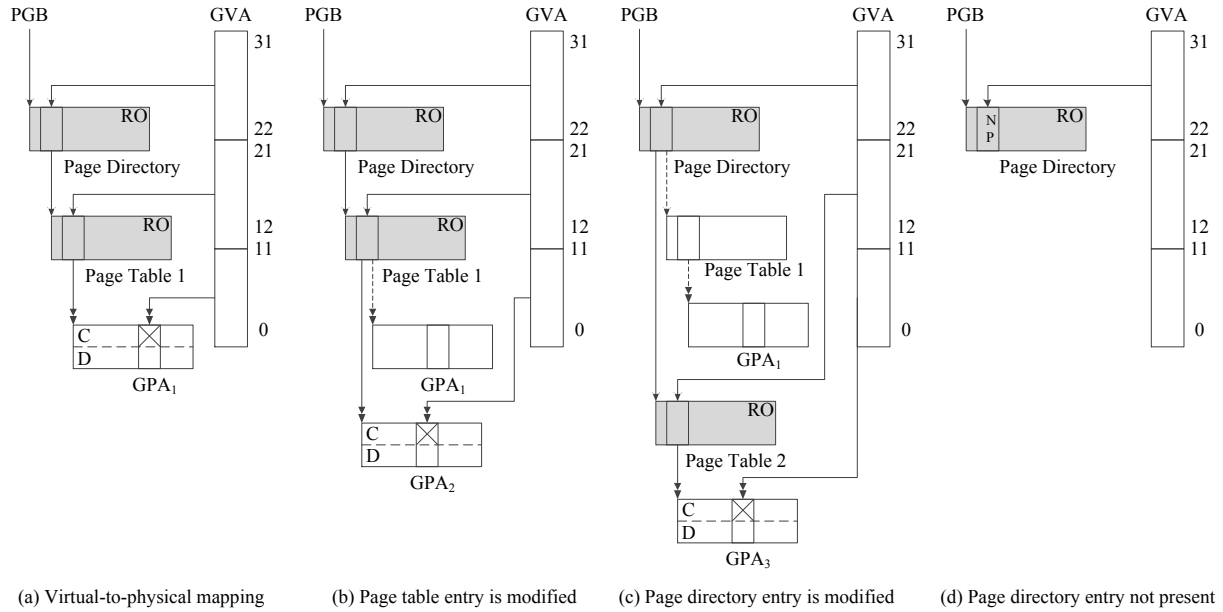 PGB GVA PGB GVA PGB GVA PGB GVA
31 31 31 31
RO RO RO N P RO
22 22 22 22
21 21 21 21
Page Directory Page Directory Page Directory Page Directory
RO RO 12 12 12 12
11 11 11 11
Page Table 1 Page Table 1 Page Table 1
C 0 0 0 0
D
GPA1 GPA1 GPA1
C RO
D
Page Table 2
GPA2
C
D
GPA3
(a) Virtual-to-physical mapping (b) Page table entry is modified (c) Page directory entry is modified (d) Page directory entry not present